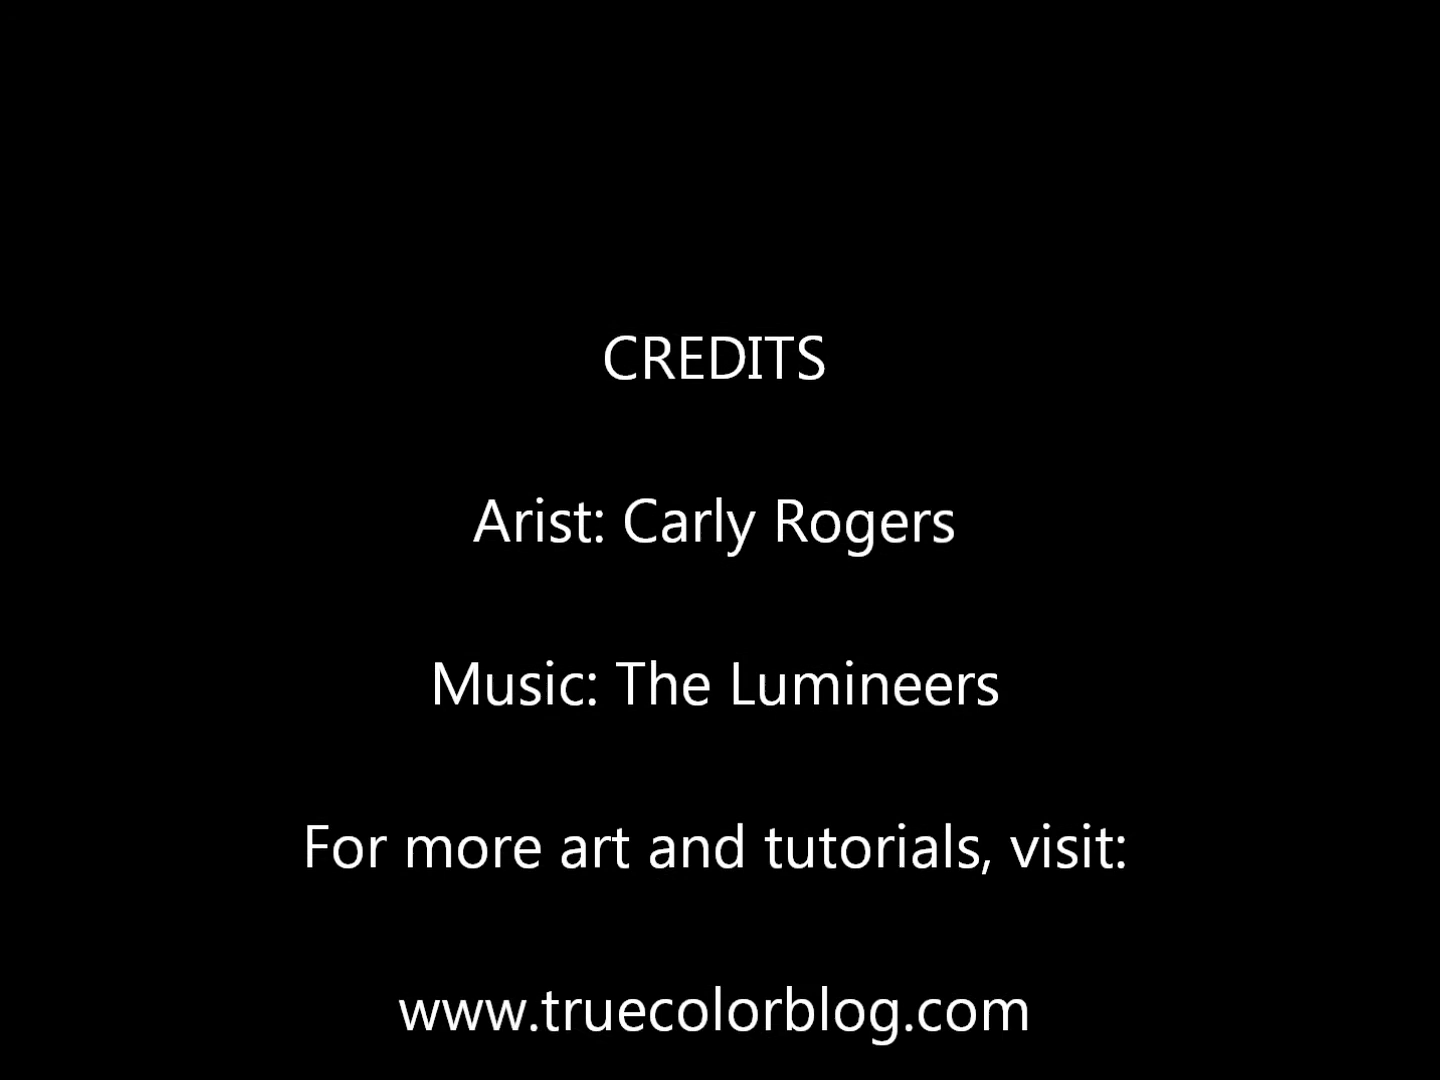 CREDITS
Arist: Carly Rogers
Music: The Lumineers
For more art and tutorials, visit:
www.truecolorblog.com